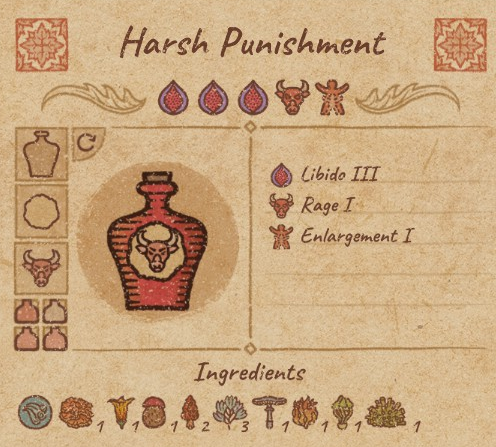 Harsh Punishment
Libido III
Rage I
Enlargement I
Ingredients
1 1 1 2 3 1 1 1 1